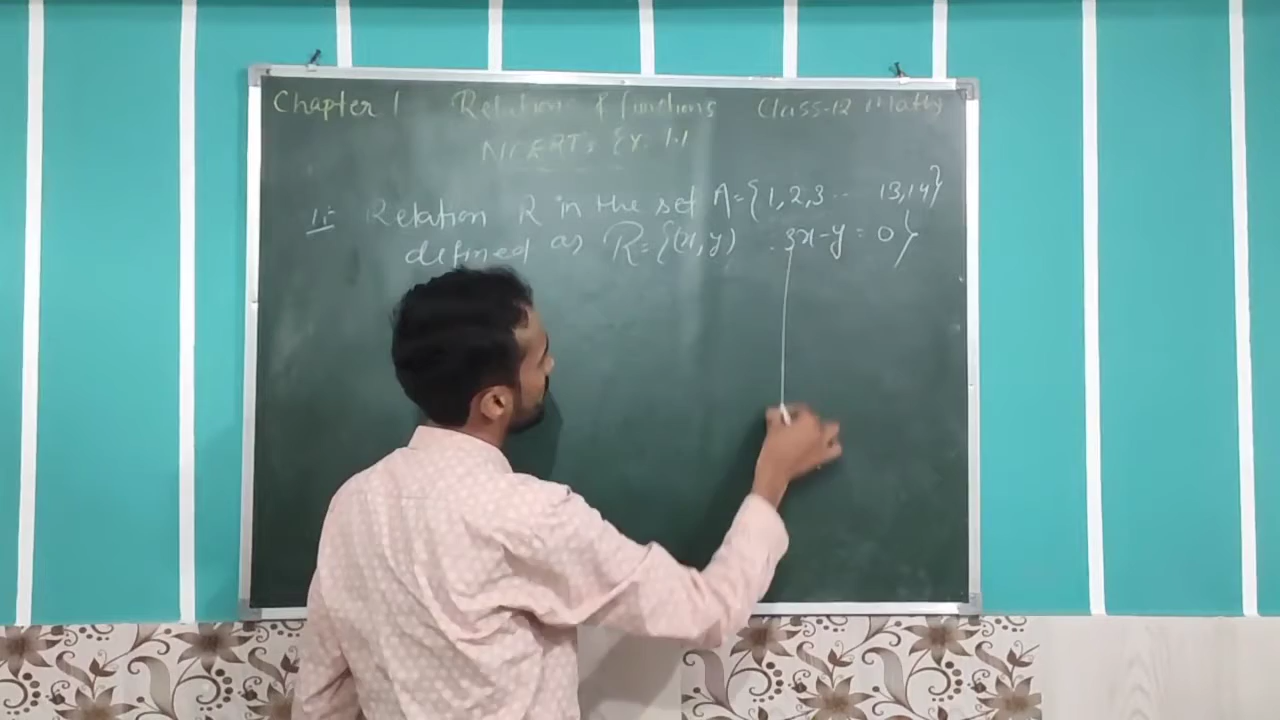 Chapter 1 Relations & functions Class-12 Maths
NCERT: Ex. 1.1
1:- Relation R in the set A={1,2,3... 13,14}
defined as R={(x,y) : 3x-y=0}